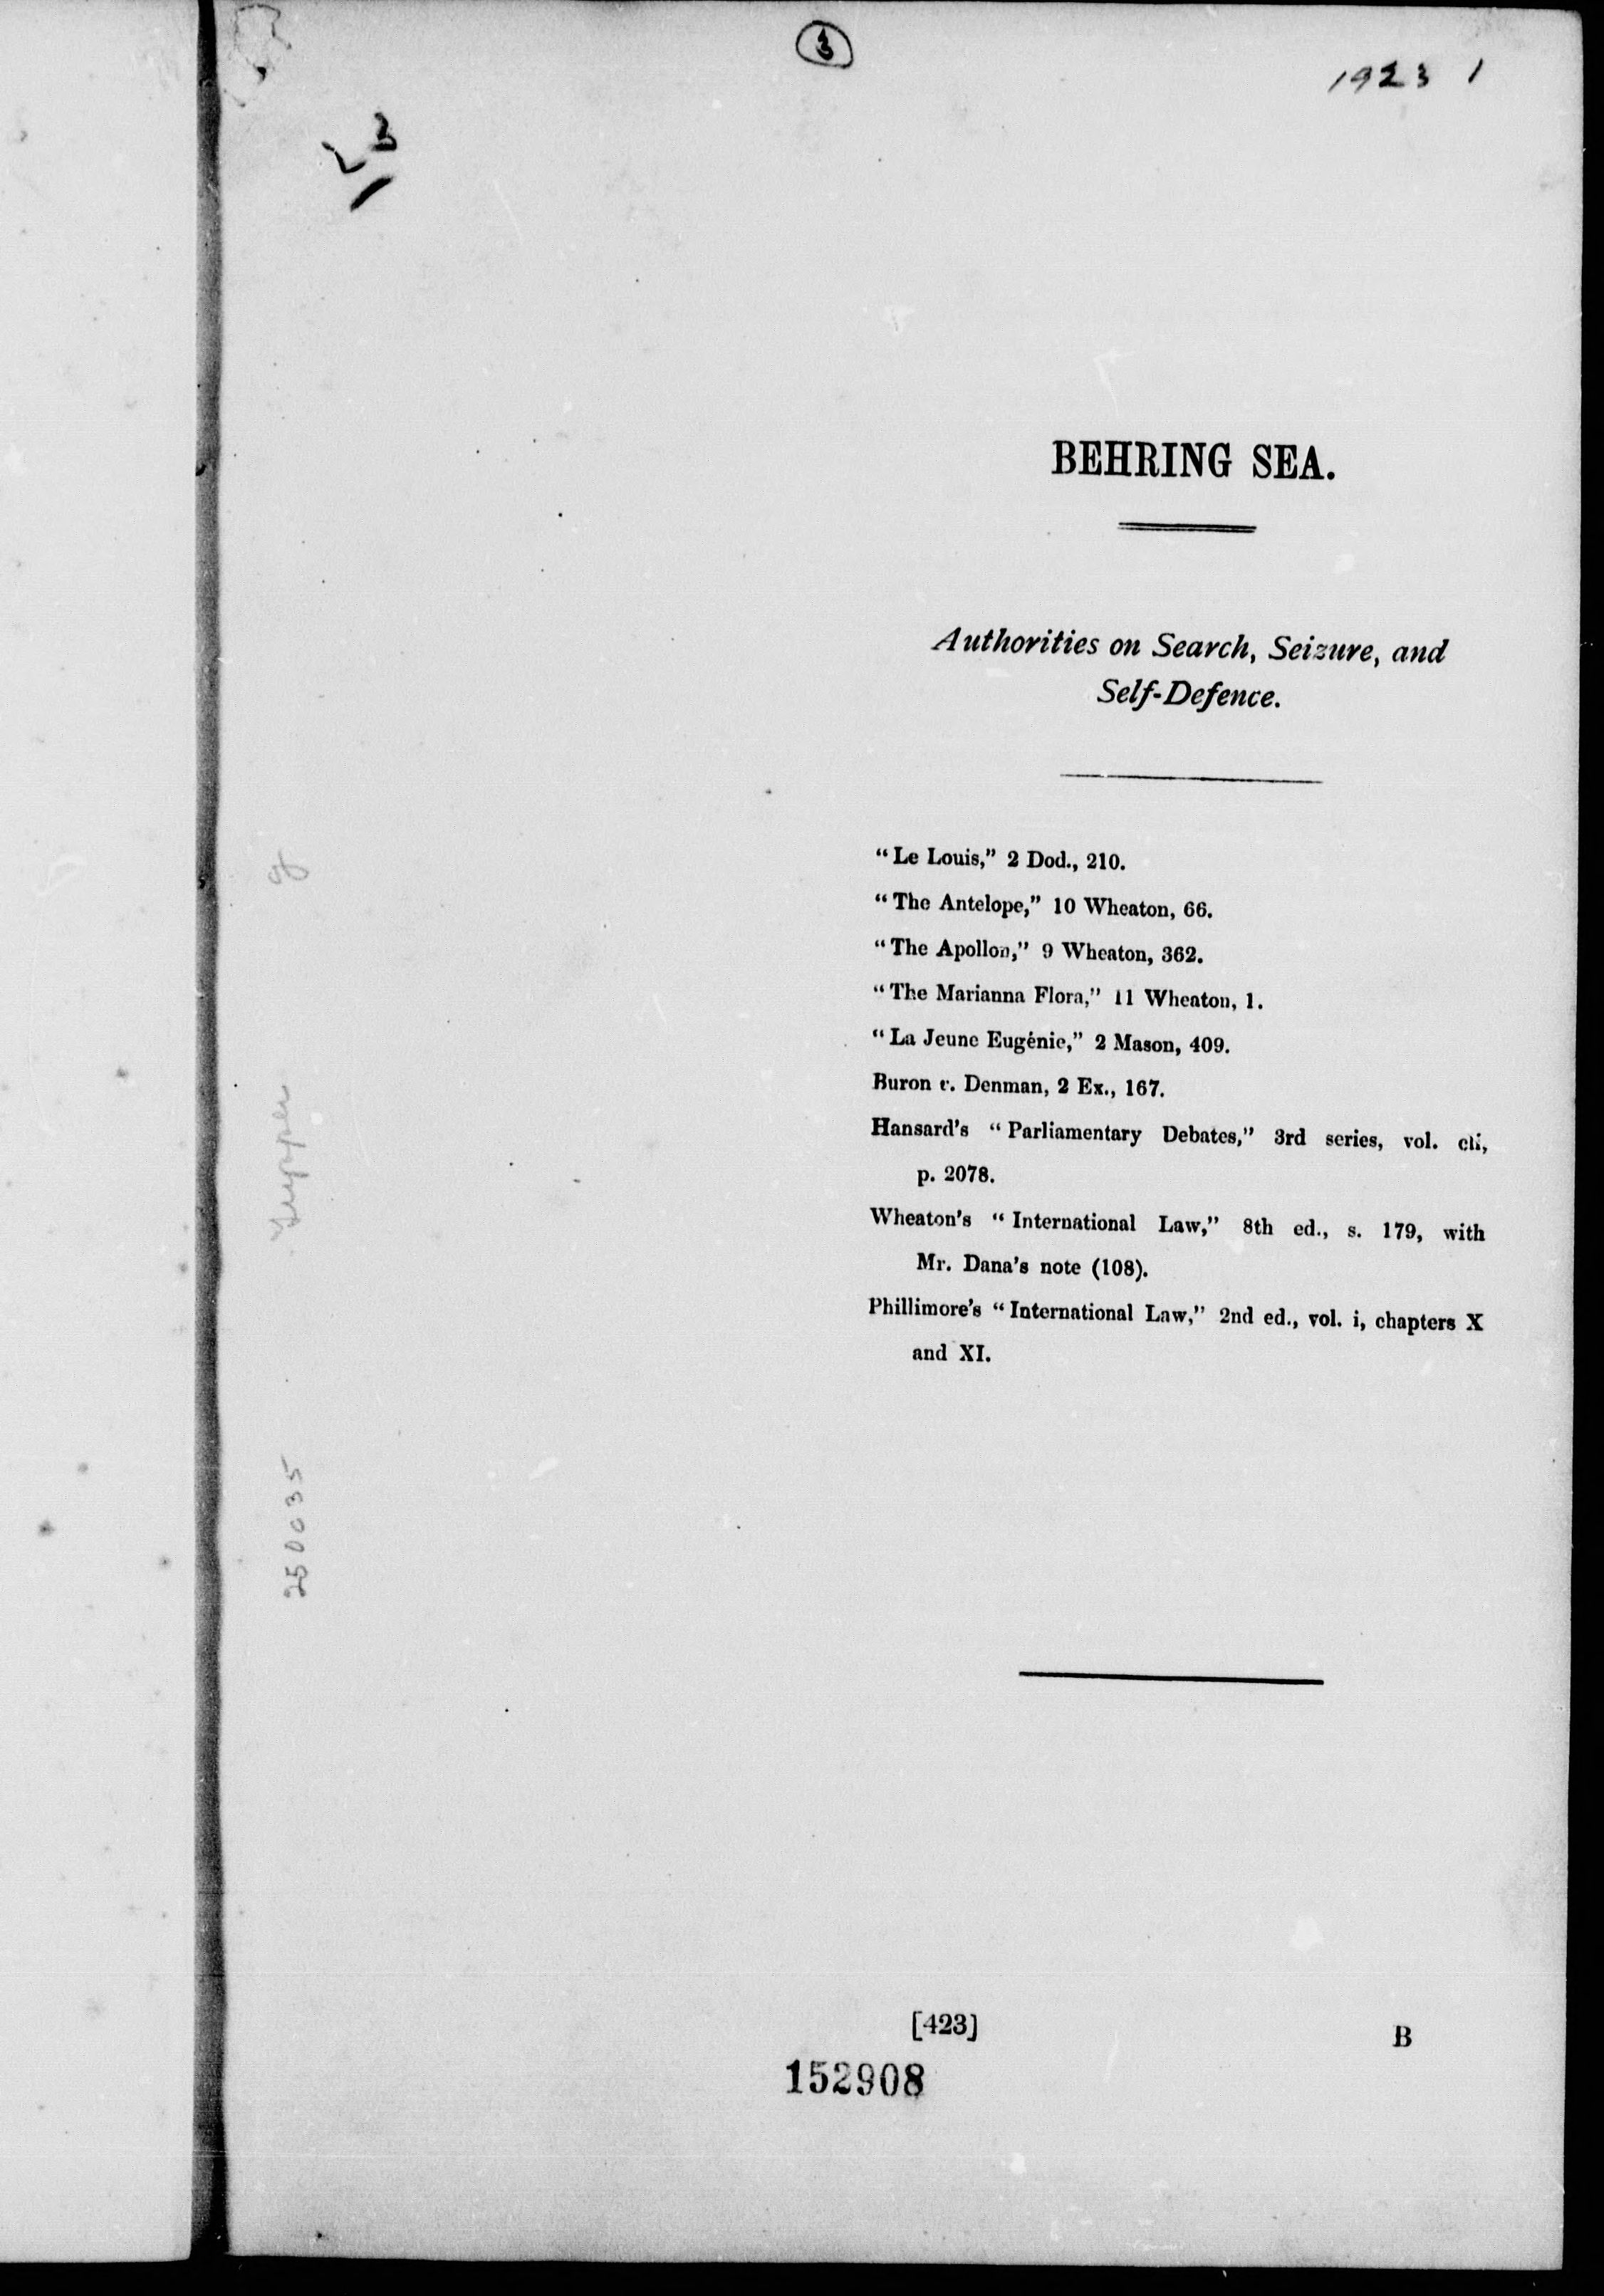 3
1923 1
BEHRING SEA.
Authorities on Search, Seizure, and
Self-Defence.
“Le Louis,” 2 Dod., 210.
“The Antelope,” 10 Wheaton, 66.
“The Apollon,” 9 Wheaton, 362.
“The Marianna Flora,” 11 Wheaton, 1.
“La Jeune Eugénie,” 2 Mason, 409.
Buron v. Denman, 2 Ex., 167.
Hansard's “Parliamentary Debates,” 3rd series, vol. cli,
p. 2078.
Wheaton's “International Law,” 8th ed., s. 179, with
Mr. Dana's note (108).
Phillimore's “International Law,” 2nd ed., vol. i, chapters X
and XI.
250035
[423]
B
152908